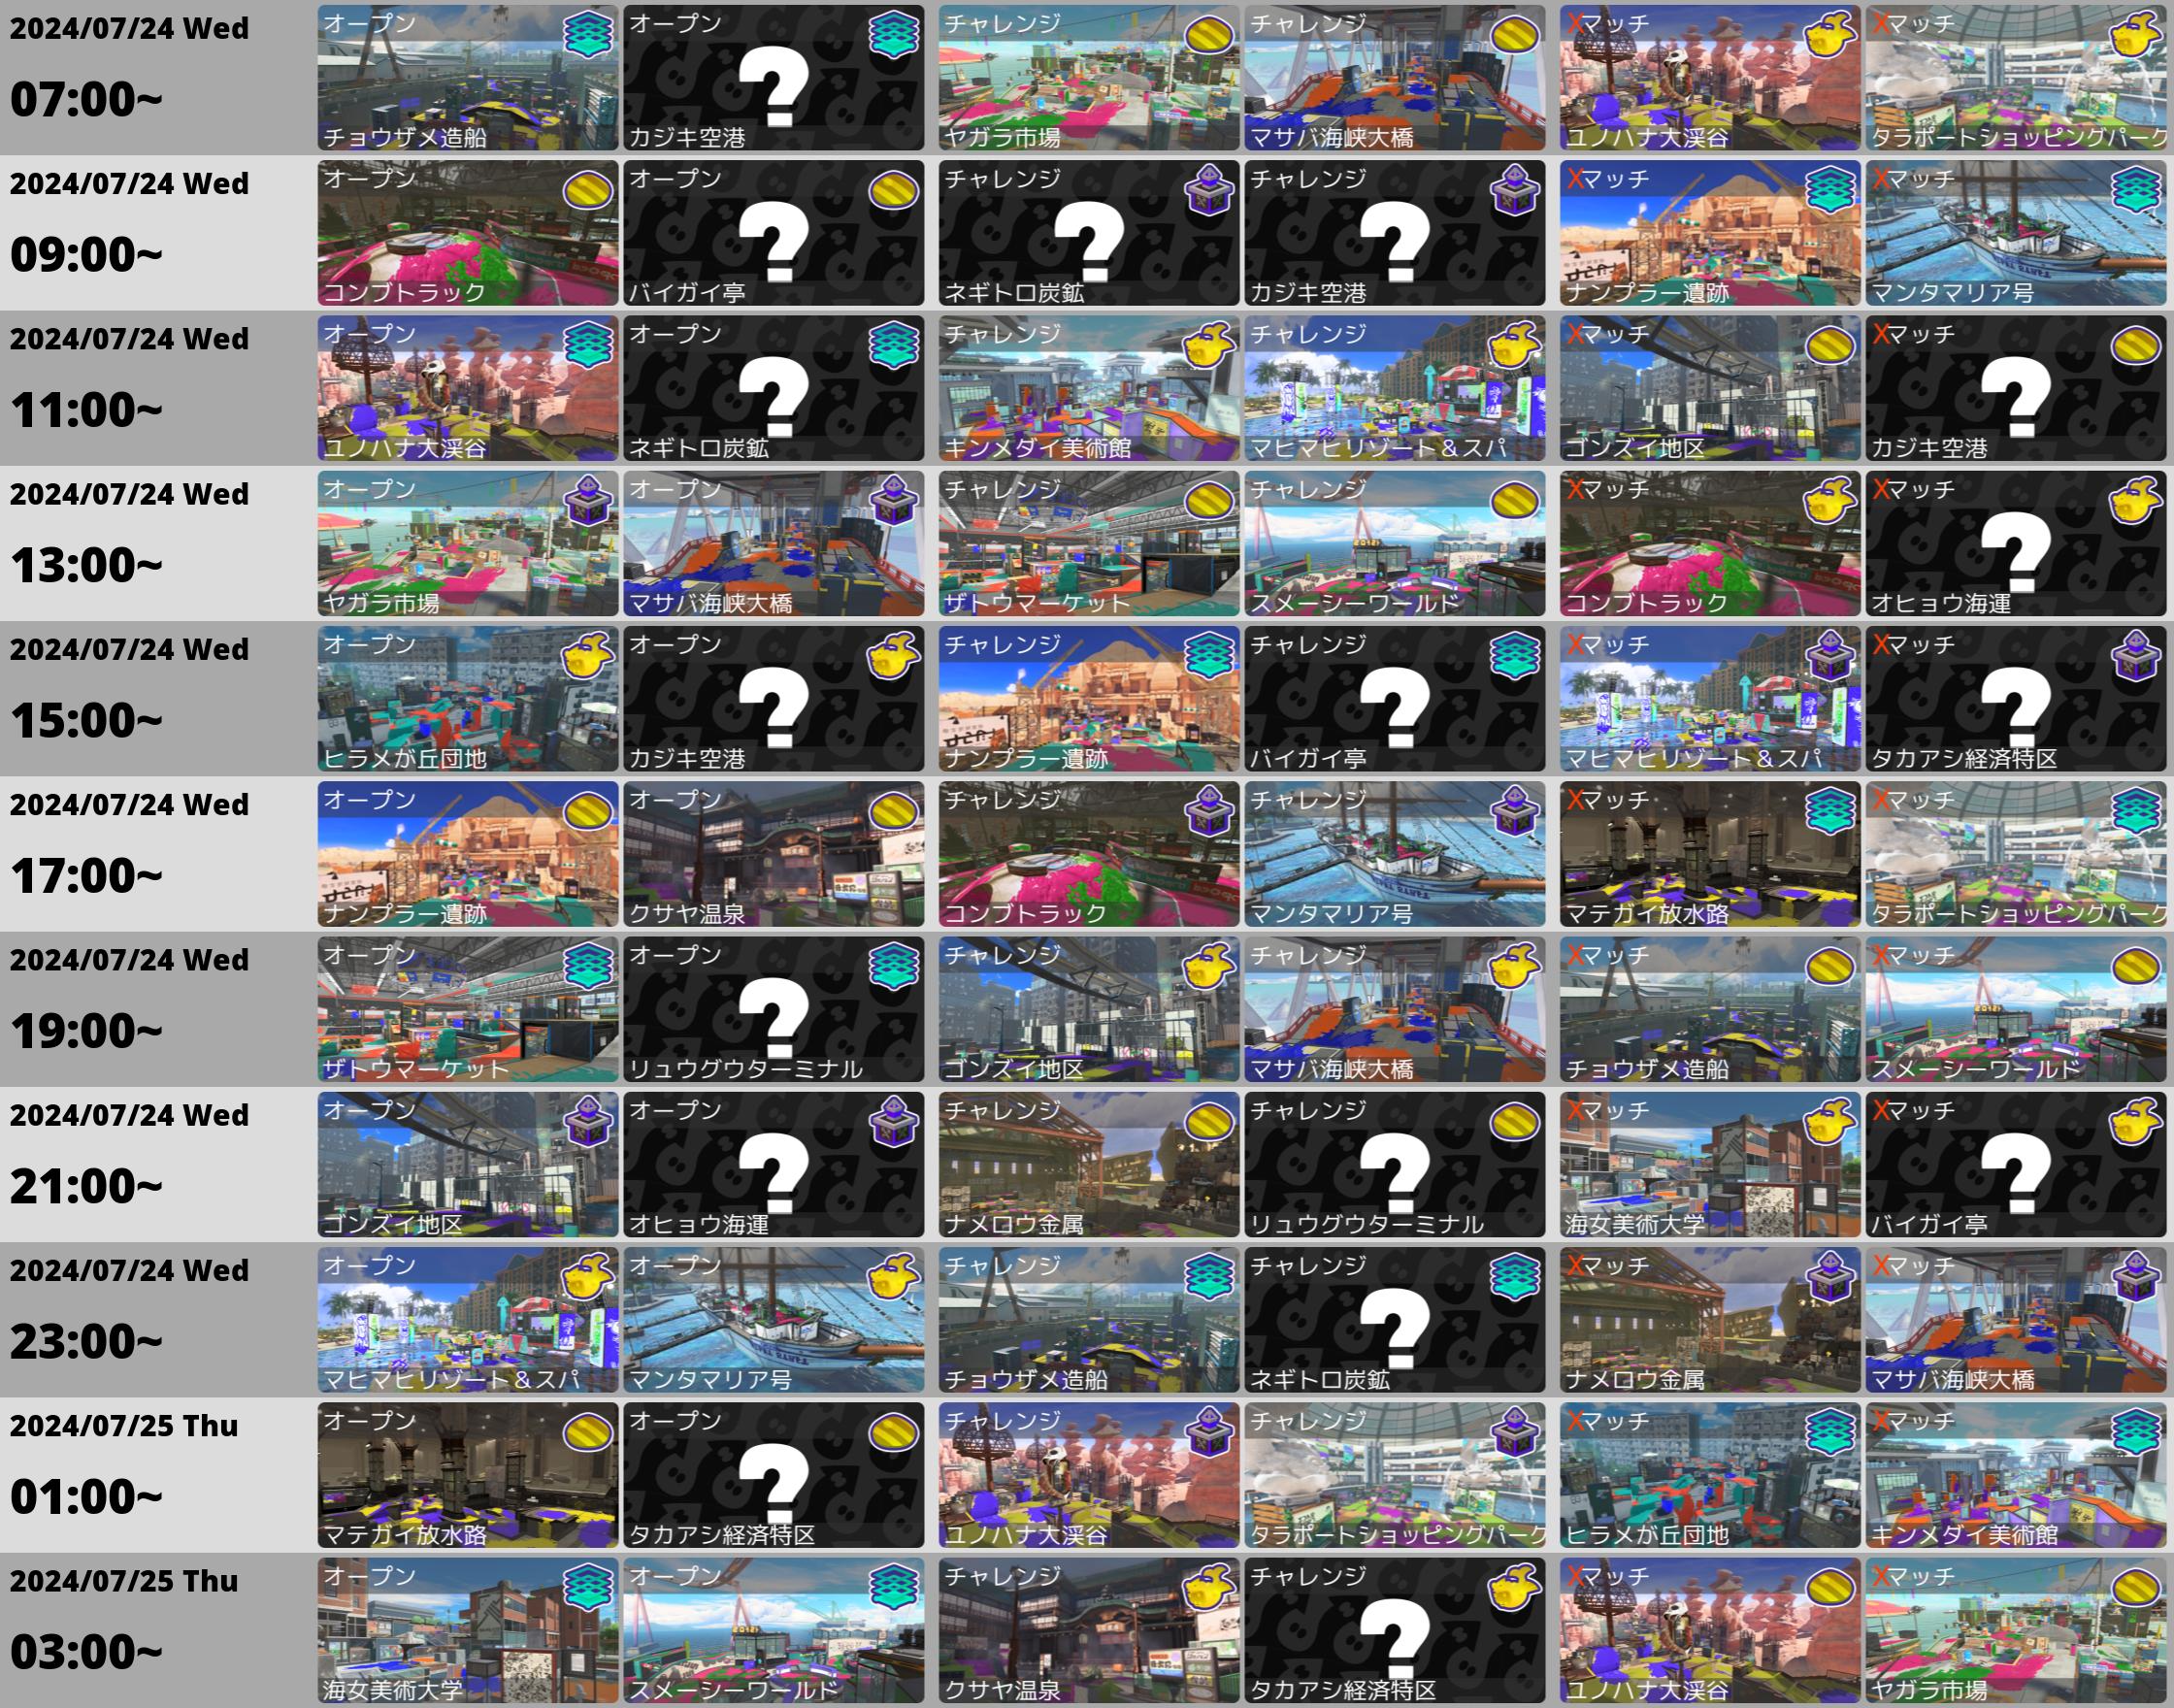 2024/07/24 Wed
07:00~
オープン
チョウザメ造船
オープン
カジキ空港
チャレンジ
ヤガラ市場
チャレンジ
マサバ海峡大橋
Xマッチ
ユノハナ大渓谷
Xマッチ
タラポートショッピングパーク
2024/07/24 Wed
09:00~
オープン
コンブトラック
オープン
バイガイ亭
チャレンジ
ネギトロ炭鉱
チャレンジ
カジキ空港
Xマッチ
ナンプラー遺跡
Xマッチ
マンタマリア号
2024/07/24 Wed
11:00~
オープン
ユノハナ大渓谷
オープン
ネギトロ炭鉱
チャレンジ
キンメダイ美術館
チャレンジ
マヒマヒリゾート＆スパ
Xマッチ
ゴンズイ地区
Xマッチ
カジキ空港
2024/07/24 Wed
13:00~
オープン
ヤガラ市場
オープン
マサバ海峡大橋
チャレンジ
ザトウマーケット
チャレンジ
スメーシーワールド
Xマッチ
コンブトラック
Xマッチ
オヒョウ海運
2024/07/24 Wed
15:00~
オープン
ヒラメが丘団地
オープン
カジキ空港
チャレンジ
ナンプラー遺跡
チャレンジ
バイガイ亭
Xマッチ
マヒマヒリゾート＆スパ
Xマッチ
タカアシ経済特区
2024/07/24 Wed
17:00~
オープン
ナンプラー遺跡
オープン
クサヤ温泉
チャレンジ
コンブトラック
チャレンジ
マンタマリア号
Xマッチ
マテガイ放水路
Xマッチ
タラポートショッピングパーク
2024/07/24 Wed
19:00~
オープン
ザトウマーケット
オープン
リュウグウターミナル
チャレンジ
ゴンズイ地区
チャレンジ
マサバ海峡大橋
Xマッチ
チョウザメ造船
Xマッチ
スメーシーワールド
2024/07/24 Wed
21:00~
オープン
ゴンズイ地区
オープン
オヒョウ海運
チャレンジ
ナメロウ金属
チャレンジ
リュウグウターミナル
Xマッチ
海女美術大学
Xマッチ
バイガイ亭
2024/07/24 Wed
23:00~
オープン
マヒマヒリゾート＆スパ
オープン
マンタマリア号
チャレンジ
チョウザメ造船
チャレンジ
ネギトロ炭鉱
Xマッチ
ナメロウ金属
Xマッチ
マサバ海峡大橋
2024/07/25 Thu
01:00~
オープン
マテガイ放水路
オープン
タカアシ経済特区
チャレンジ
ユノハナ大渓谷
チャレンジ
タラポートショッピングパーク
Xマッチ
ヒラメが丘団地
Xマッチ
キンメダイ美術館
2024/07/25 Thu
03:00~
オープン
海女美術大学
オープン
スメーシーワールド
チャレンジ
クサヤ温泉
チャレンジ
タカアシ経済特区
Xマッチ
ユノハナ大渓谷
Xマッチ
ヤガラ市場